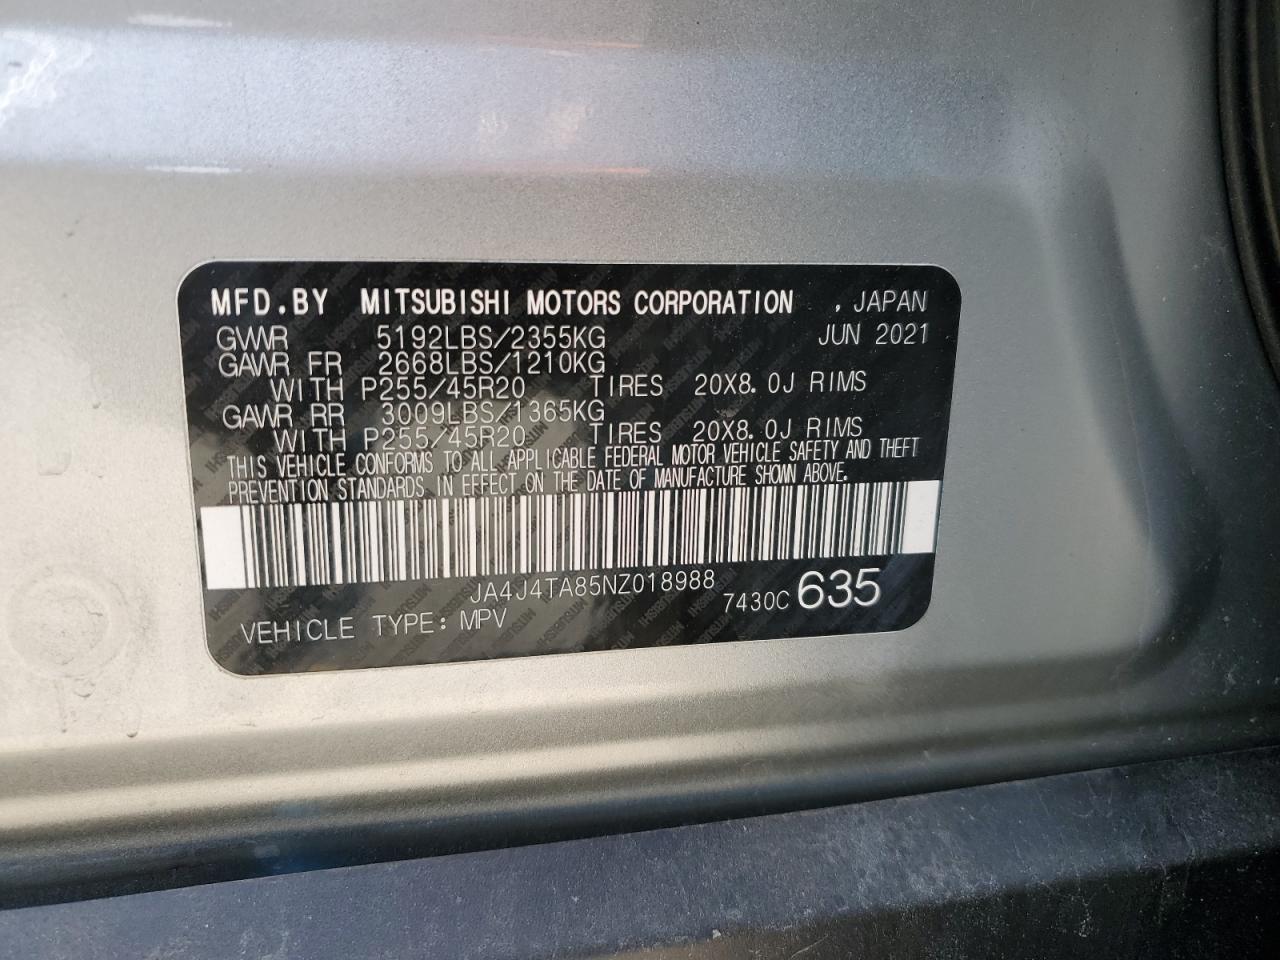 MFD.BY MITSUBISHI MOTORS CORPORATION , JAPAN
GVWR 5192LBS/2355KG JUN 2021
GAWR FR 2668LBS/1210KG
WITH P255/45R20 TIRES 20X8.0J RIMS
GAWR RR 3009LBS/1365KG
WITH P255/45R20 TIRES 20X8.0J RIMS
THIS VEHICLE CONFORMS TO ALL APPLICABLE FEDERAL MOTOR VEHICLE SAFETY AND THEFT
PREVENTION STANDARDS IN EFFECT ON THE DATE OF MANUFACTURE SHOWN ABOVE.
JA4J4TA85NZ018988
7430C 635
VEHICLE TYPE: MPV